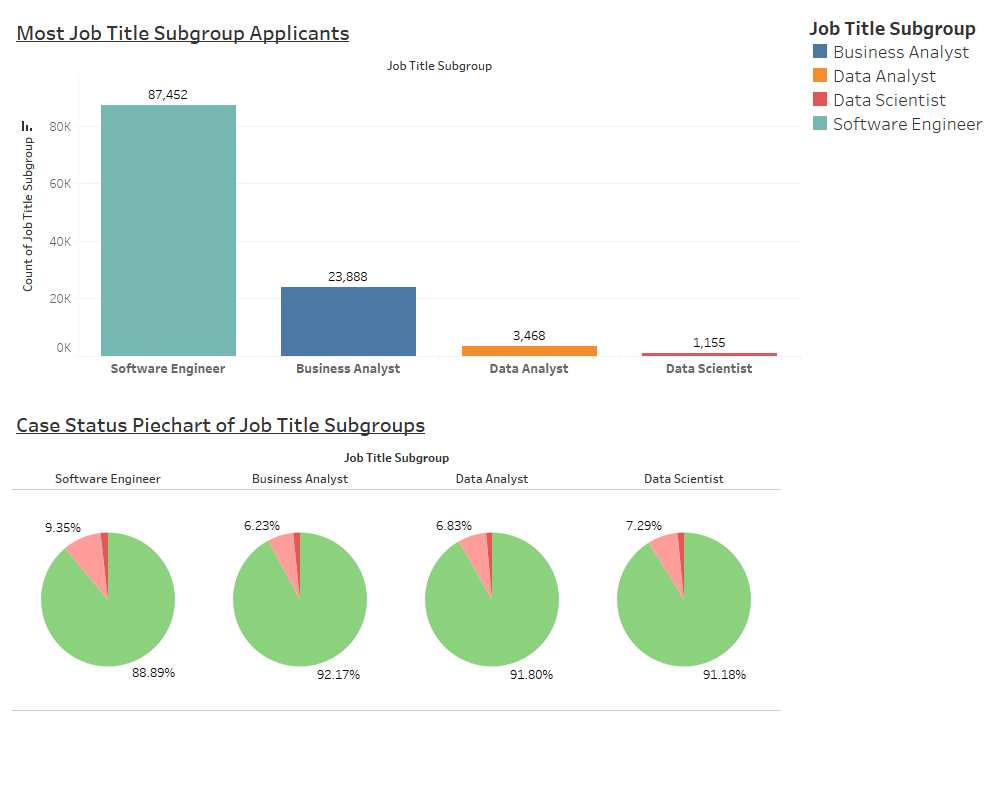 Most Job Title Subgroup Applicants
Job Title Subgroup
Business Analyst
Data Analyst
Data Scientist
Software Engineer
Job Title Subgroup
Count of Job Title Subgroup
80K
60K
40K
20K
0K
87,452
23,888
3,468
1,155
Software Engineer
Business Analyst
Data Analyst
Data Scientist
Case Status Piechart of Job Title Subgroups
Job Title Subgroup
Software Engineer
Business Analyst
Data Analyst
Data Scientist
9.35%
6.23%
6.83%
7.29%
88.89%
92.17%
91.80%
91.18%